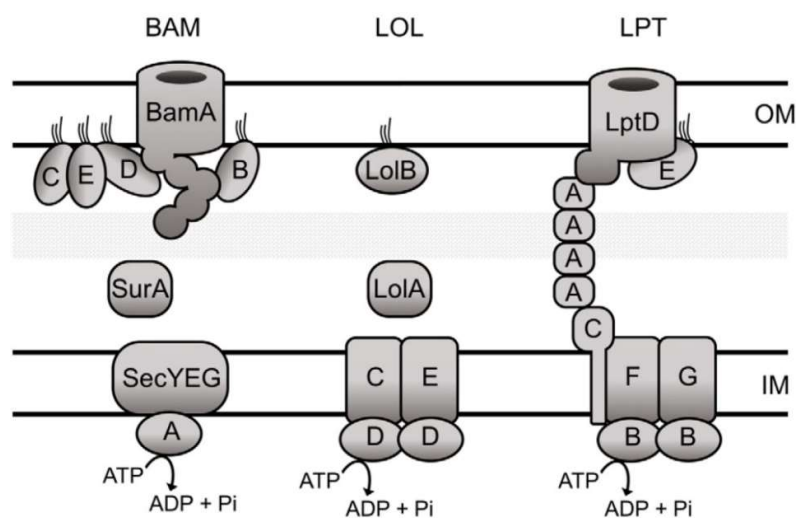 BAM LOL LPT
BamA
LptD
OM
C E D B
LolB
E
A
A
A
A
SurA
LolA
C
SecYEG
C E
F G
IM
A
D D
B B
ATP
ADP + Pi
ATP
ADP + Pi
ATP
ADP + Pi